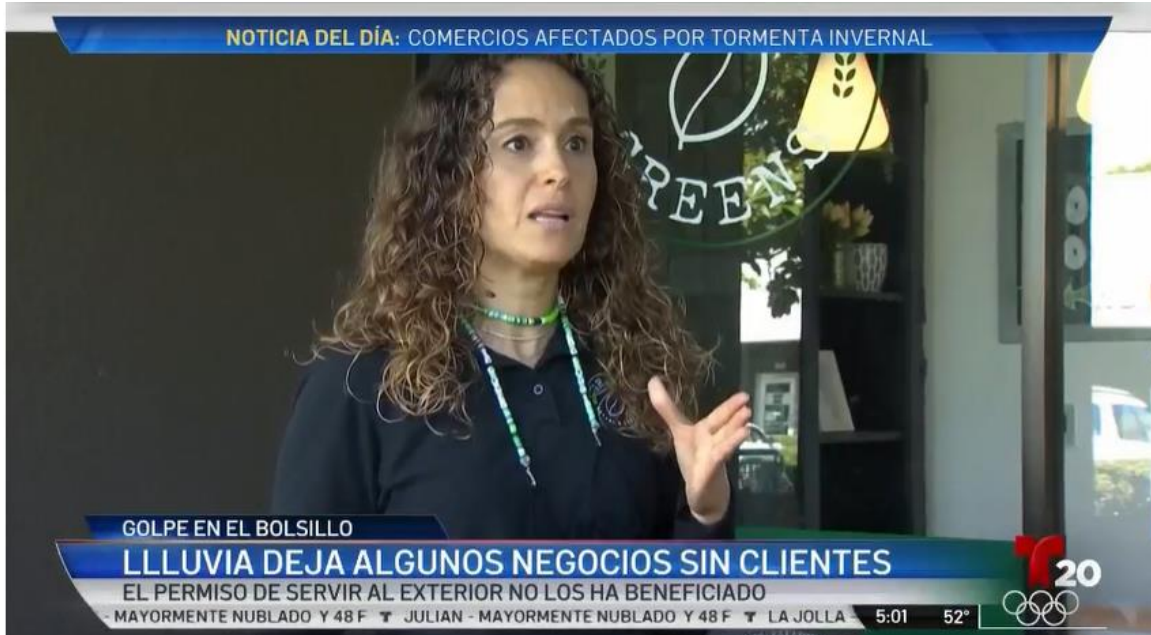 NOTICIA DEL DÍA: COMERCIOS AFECTADOS POR TORMENTA INVERNAL
GREENS
GOLPE EN EL BOLSILLO
LLLUVIA DEJA ALGUNOS NEGOCIOS SIN CLIENTES
EL PERMISO DE SERVIR AL EXTERIOR NO LOS HA BENEFICIADO
- MAYORMENTE NUBLADO Y 48 F T JULIAN - MAYORMENTE NUBLADO Y 48 F T LA JOLLA - 5:01 52°
T 20